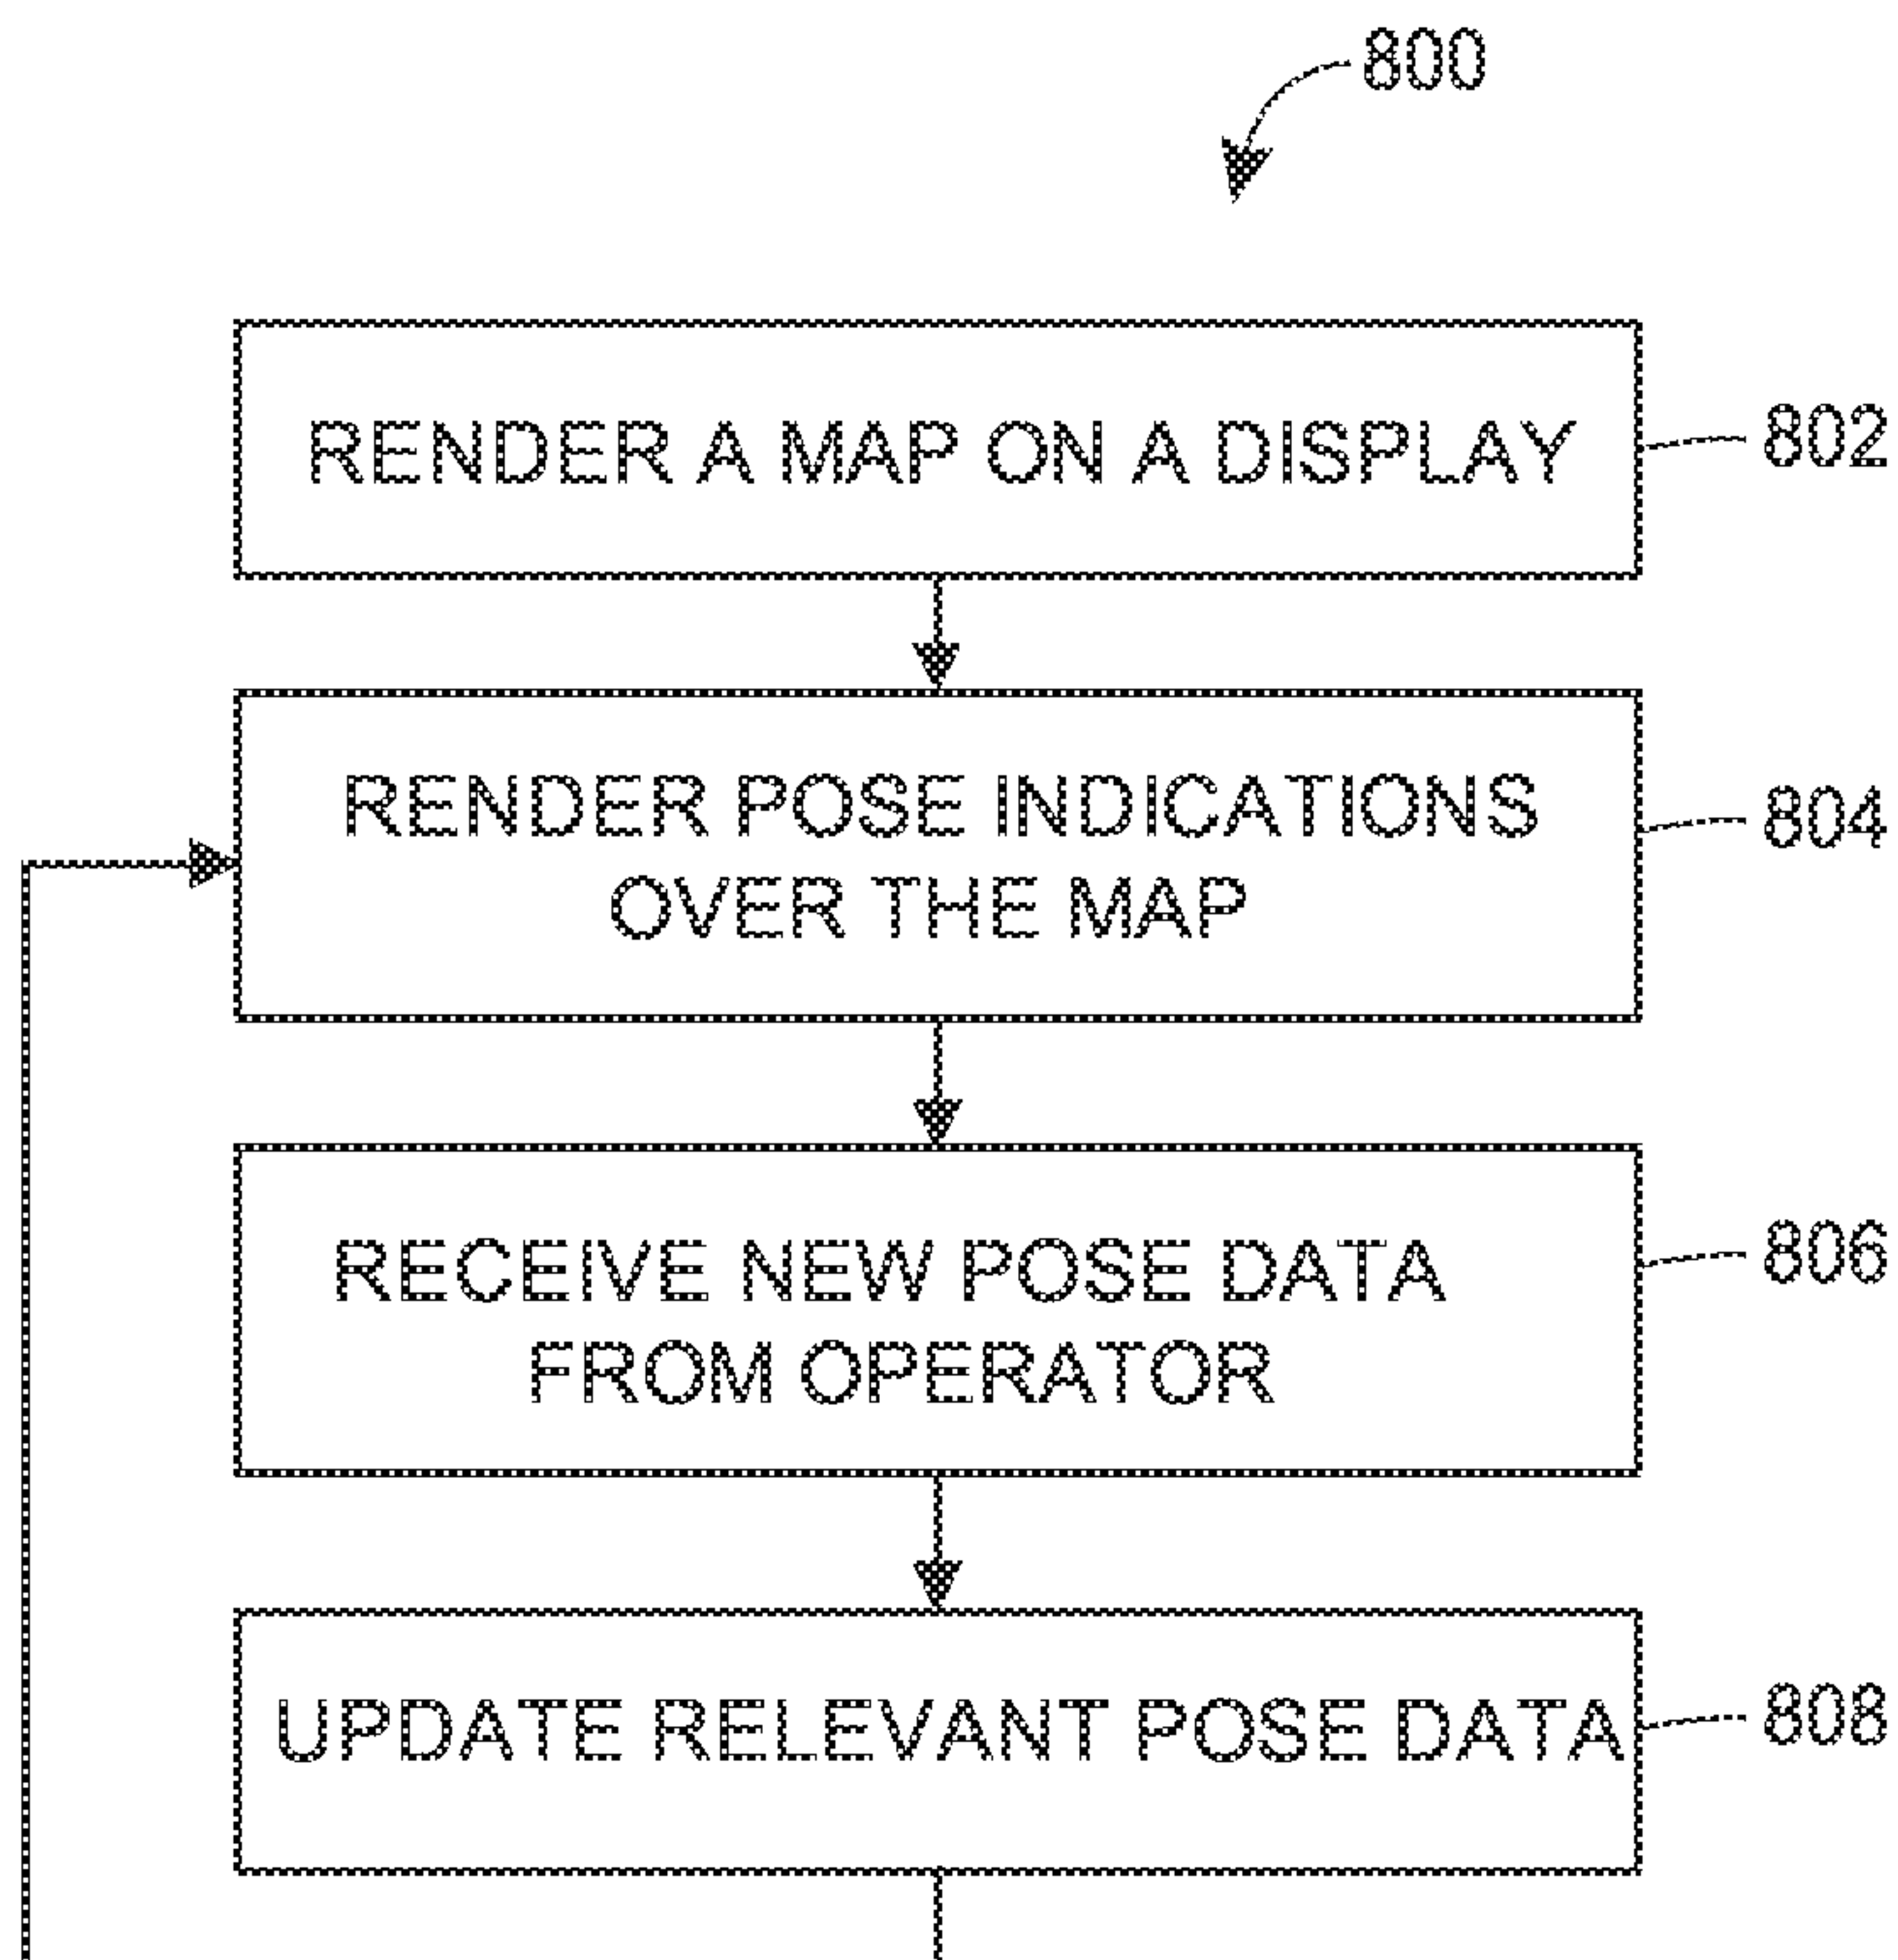 800
RENDER A MAP ON A DISPLAY
802
RENDER POSE INDICATIONS
OVER THE MAP
804
RECEIVE NEW POSE DATA
FROM OPERATOR
806
UPDATE RELEVANT POSE DATA
808